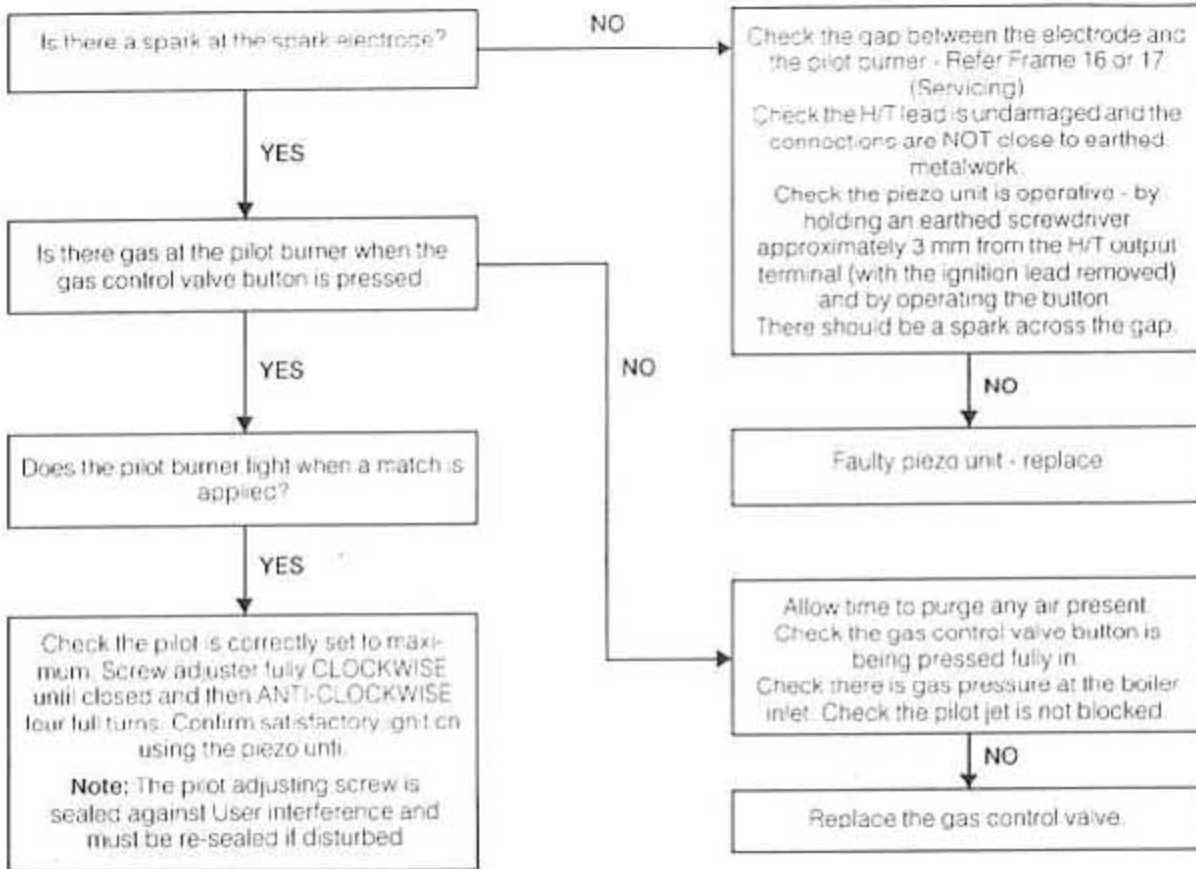 Is there a spark at the spark electrode?
NO
Check the gap between the electrode and
the pilot burner - Refer Frame 16 or 17
(Servicing)
Check the H/T lead is undamaged and the
connections are NOT close to earthed
metalwork.
Check the piezo unit is operative - by
holding an earthed screwdriver
approximately 3 mm from the H/T output
terminal (with the ignition lead removed)
and by operating the button
There should be a spark across the gap.
YES
Is there gas at the pilot burner when the
gas control valve button is pressed
YES
NO
NO
Does the pilot burner light when a match is
applied?
Faulty piezo unit - replace
YES
Check the pilot is correctly set to maxi-
mum. Screw adjuster fully CLOCKWISE
until closed and then ANTI-CLOCKWISE
four full turns. Confirm satisfactory ignition
using the piezo unti.
Note: The pilot adjusting screw is
sealed against User interference and
must be re-sealed if disturbed
Allow time to purge any air present.
Check the gas control valve button is
being pressed fully in.
Check there is gas pressure at the boiler
inlet. Check the pilot jet is not blocked.
NO
Replace the gas control valve.